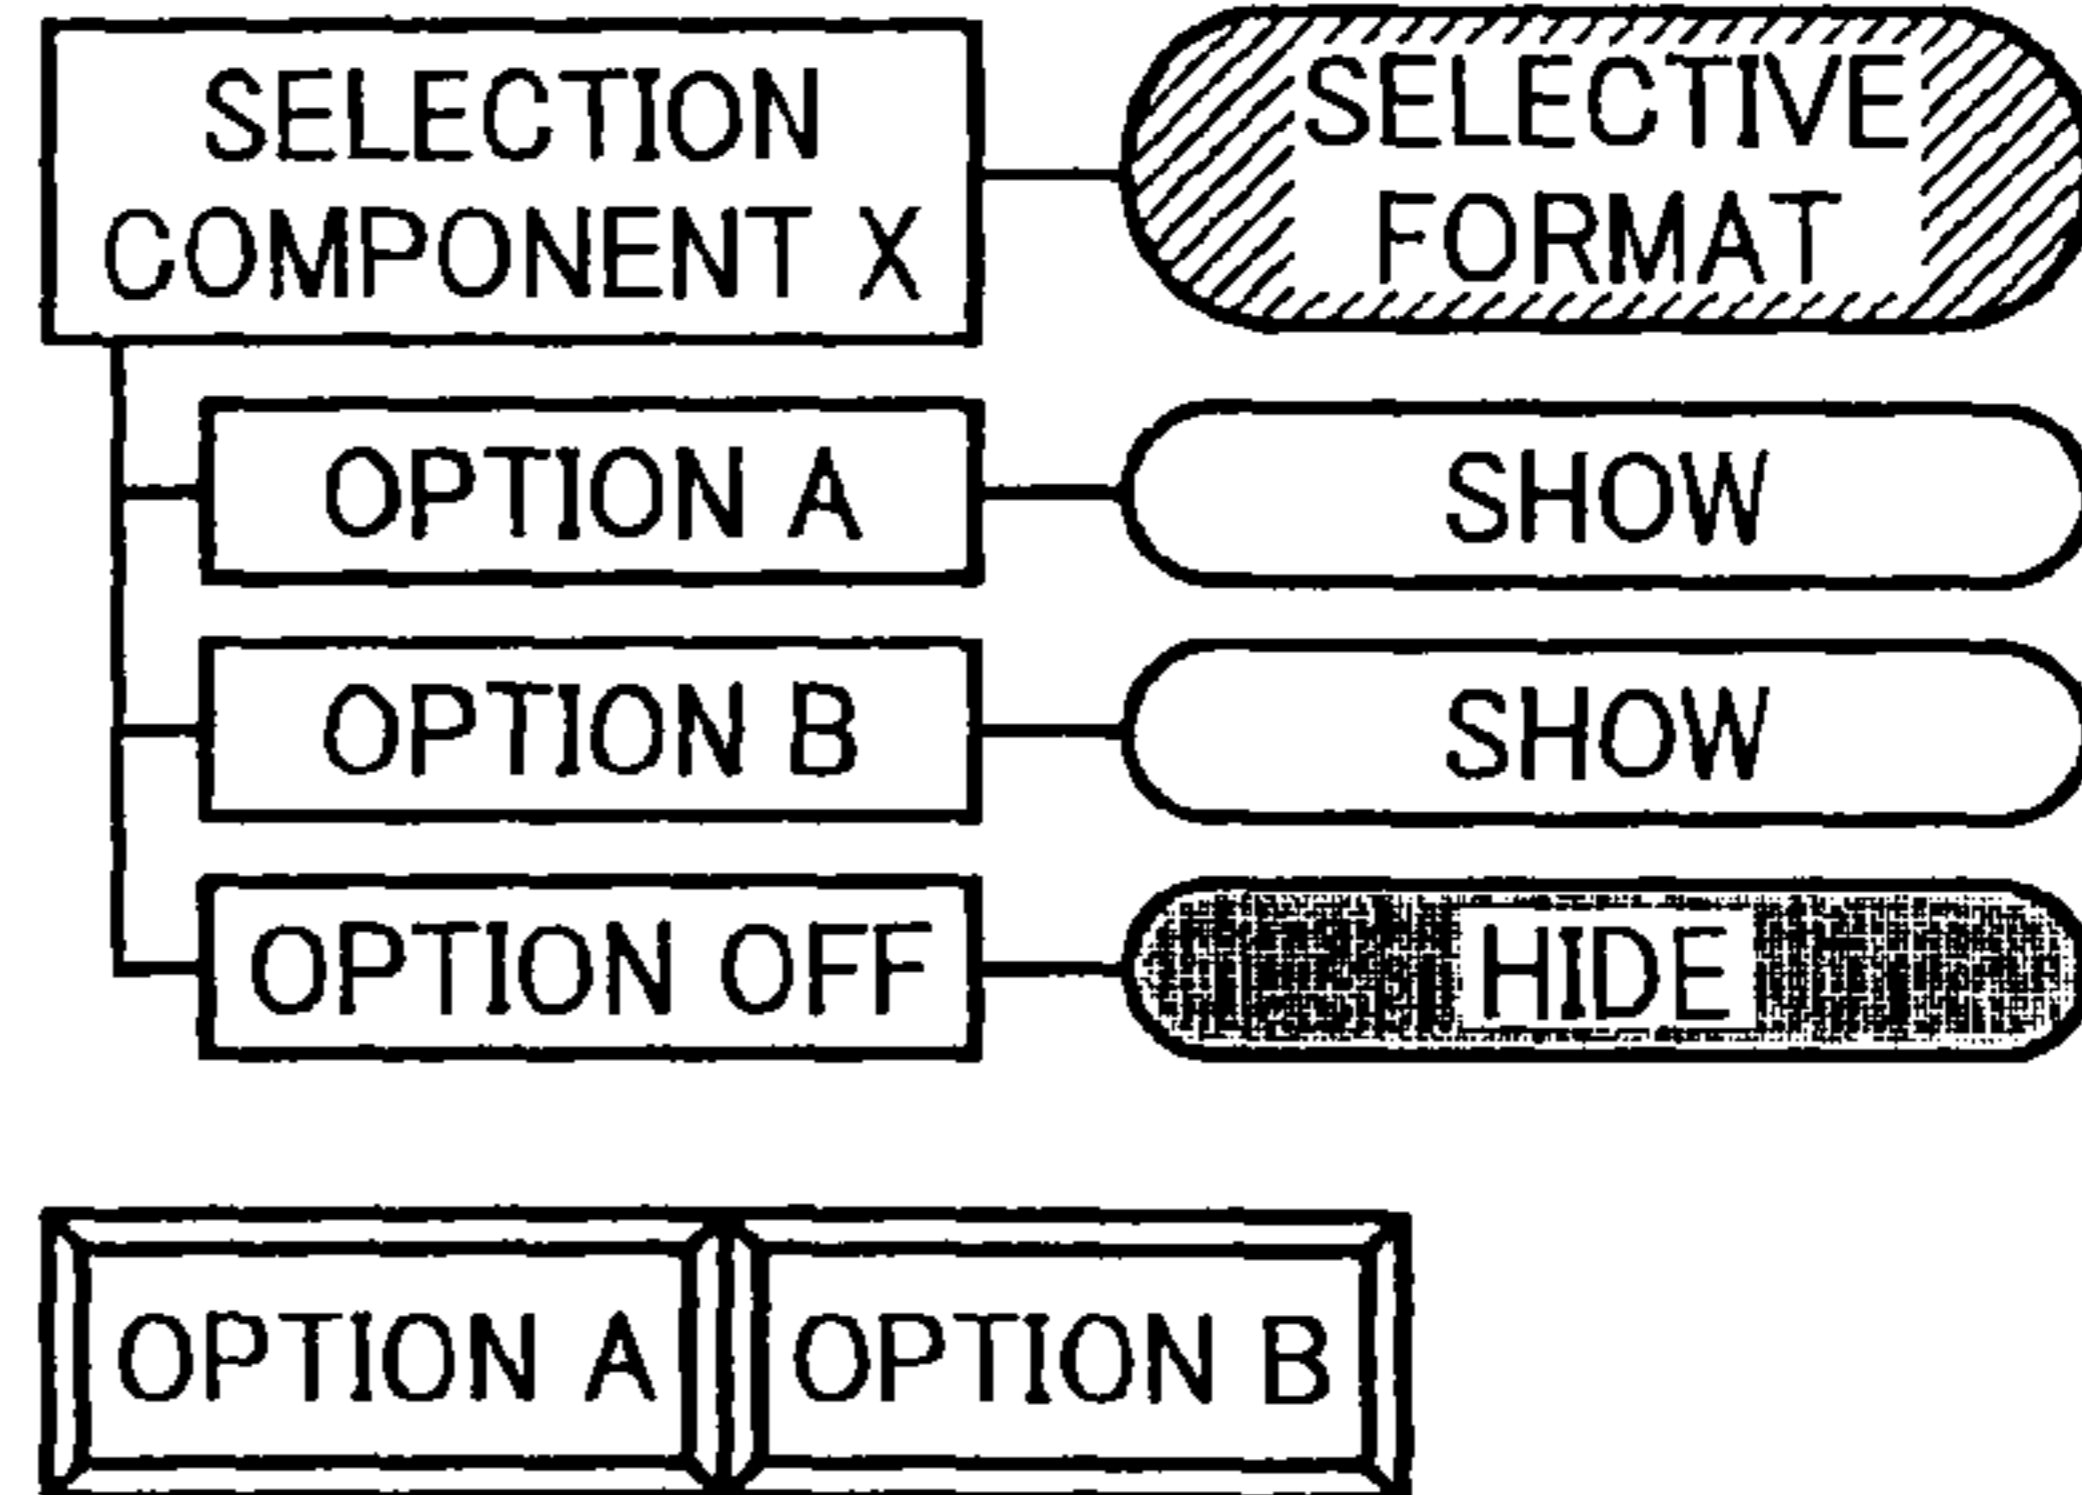 SELECTION
COMPONENT X
SELECTIVE
FORMAT
OPTION A
SHOW
OPTION B
SHOW
OPTION OFF
HIDE
OPTION A
OPTION B